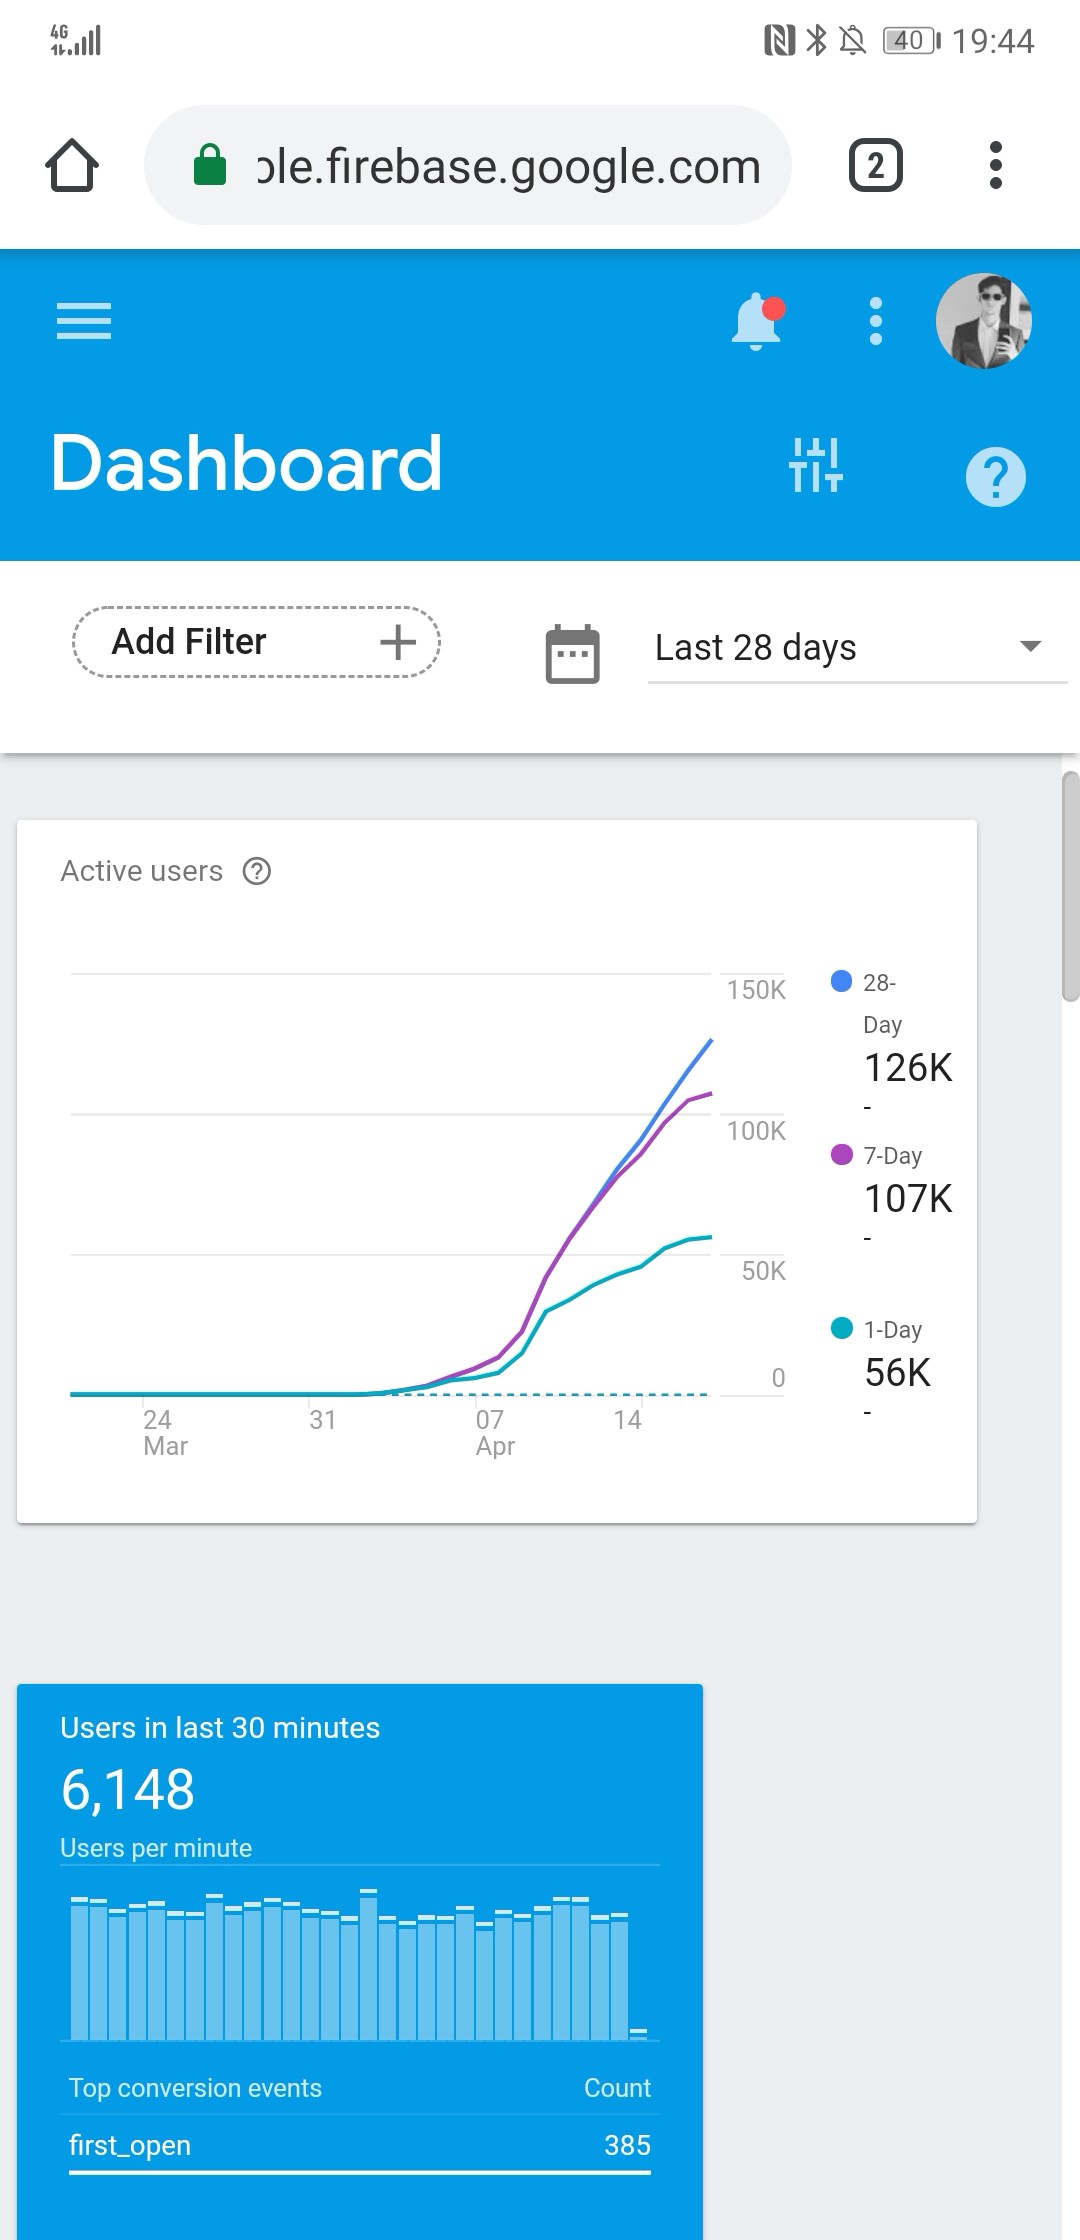 4G 40 19:44
ole.firebase.google.com 2
Dashboard
Add Filter
Last 28 days
Active users
150K
100K
50K
0
24
Mar
31
07
Apr
14
28-
Day
126K
-
7-Day
107K
-
1-Day
56K
-
Users in last 30 minutes
6,148
Users per minute
Top conversion events Count
first_open 385